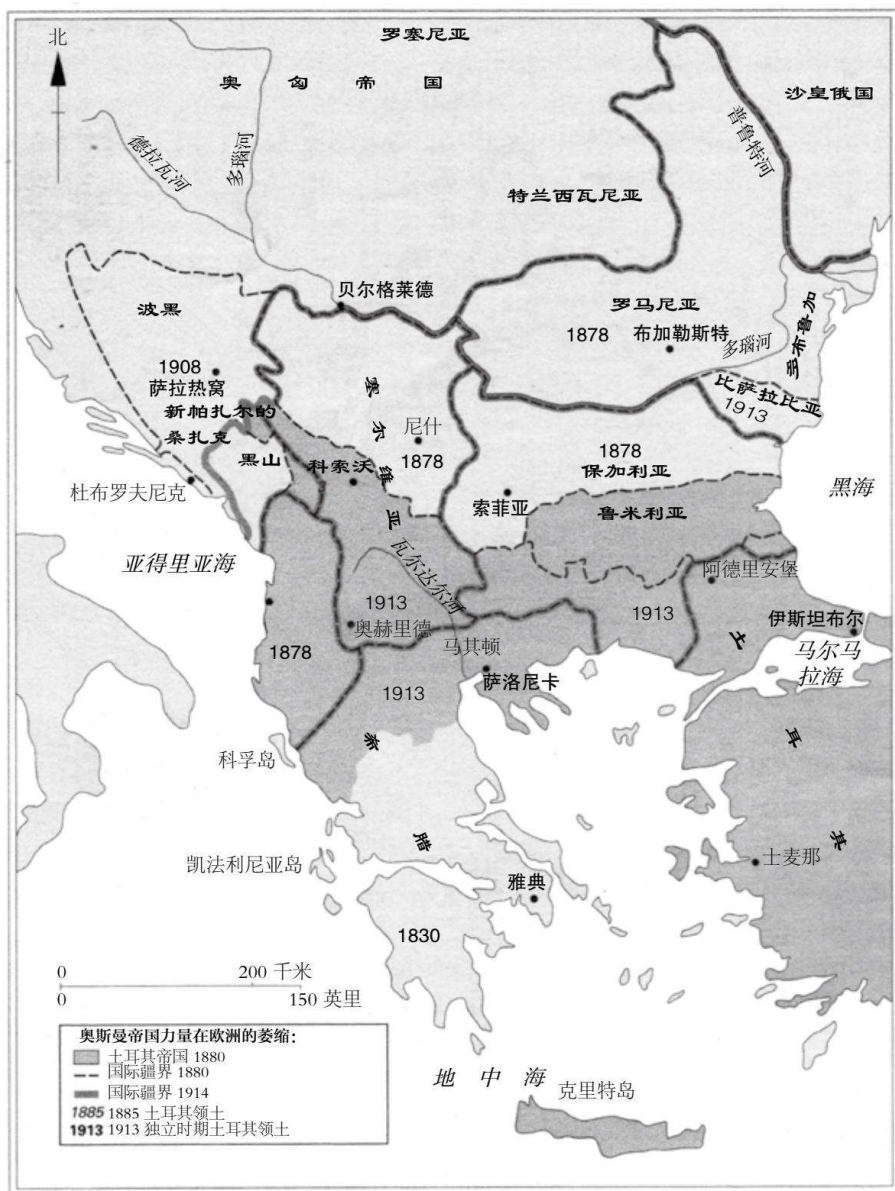 北
罗塞尼亚
奥匈帝国
沙皇俄国
德拉瓦河
多瑙河
普鲁特河
特兰西瓦尼亚
贝尔格莱德
波黑
罗马尼亚
1878
布加勒斯特
多瑙河
多布鲁加
1908
萨拉热窝
比萨拉比亚
1913
新帕扎尔的
桑扎克
塞尔维亚
尼什
1878
黑山
科索沃
1878
保加利亚
杜布罗夫尼克
索菲亚
鲁米利亚
黑海
亚得里亚海
瓦尔达尔河
阿德里安堡
1913
奥赫里德
1913
伊斯坦布尔
马其顿
马尔马
拉海
1878
萨洛尼卡
1913
土耳其
科孚岛
希腊
凯法利尼亚岛
士麦那
雅典
1830
0 200 千米
0 150 英里
奥斯曼帝国力量在欧洲的萎缩：
土耳其帝国 1880
国际疆界 1880
国际疆界 1914
1885 1885 土耳其领土
1913 1913 独立时期土耳其领土
地中海
克里特岛